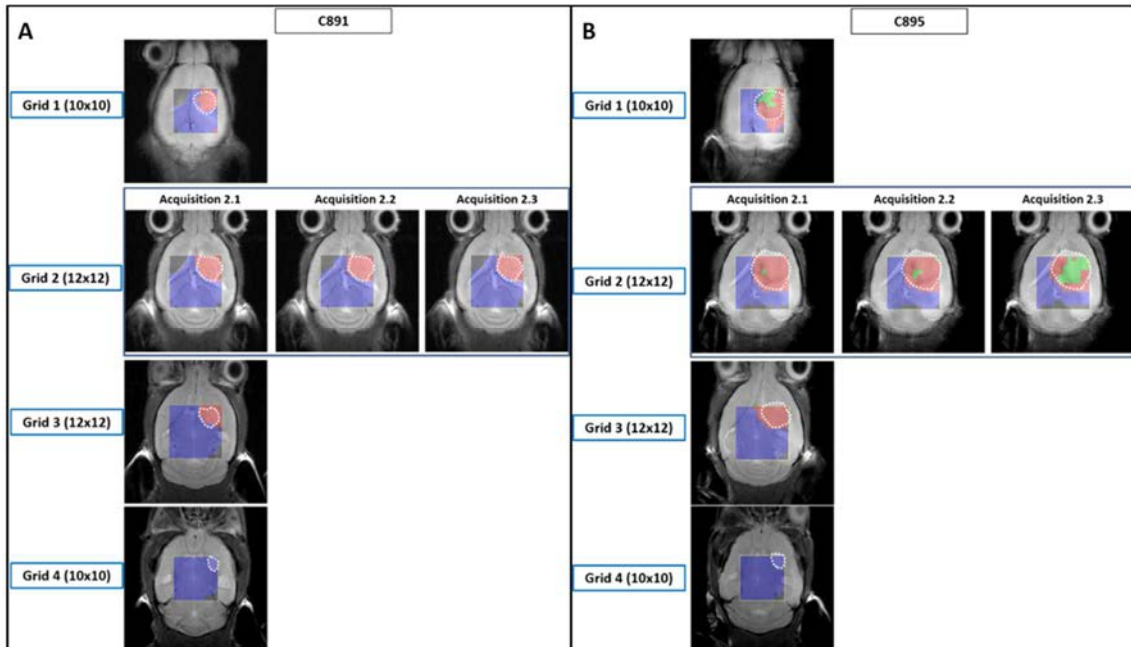 A
C891
Grid 1 (10x10)
Acquisition 2.1
Acquisition 2.2
Acquisition 2.3
Grid 2 (12x12)
Grid 3 (12x12)
Grid 4 (10x10)
B
C895
Grid 1 (10x10)
Acquisition 2.1
Acquisition 2.2
Acquisition 2.3
Grid 2 (12x12)
Grid 3 (12x12)
Grid 4 (10x10)